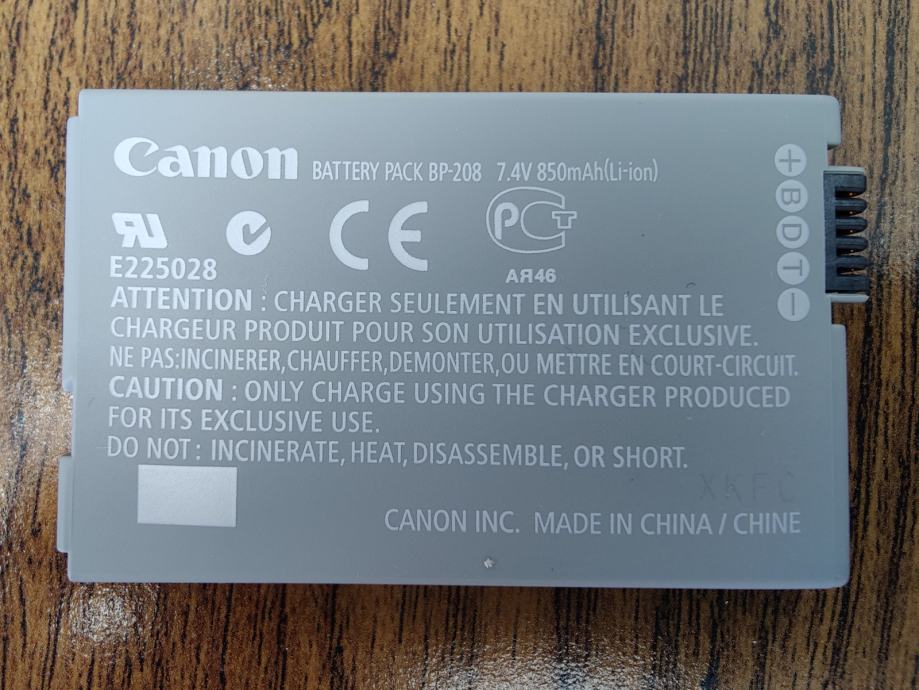 Canon BATTERY PACK BP-208 7.4V 850mAh(Li-ion)
+
B
D
T
−
CE
PCT
E225028
АЯ46
ATTENTION : CHARGER SEULEMENT EN UTILISANT LE
CHARGEUR PRODUIT POUR SON UTILISATION EXCLUSIVE.
NE PAS:INCINERER,CHAUFFER,DEMONTER,OU METTRE EN COURT-CIRCUIT.
CAUTION : ONLY CHARGE USING THE CHARGER PRODUCED
FOR ITS EXCLUSIVE USE.
DO NOT : INCINERATE, HEAT, DISASSEMBLE, OR SHORT.
CANON INC. MADE IN CHINA / CHINE